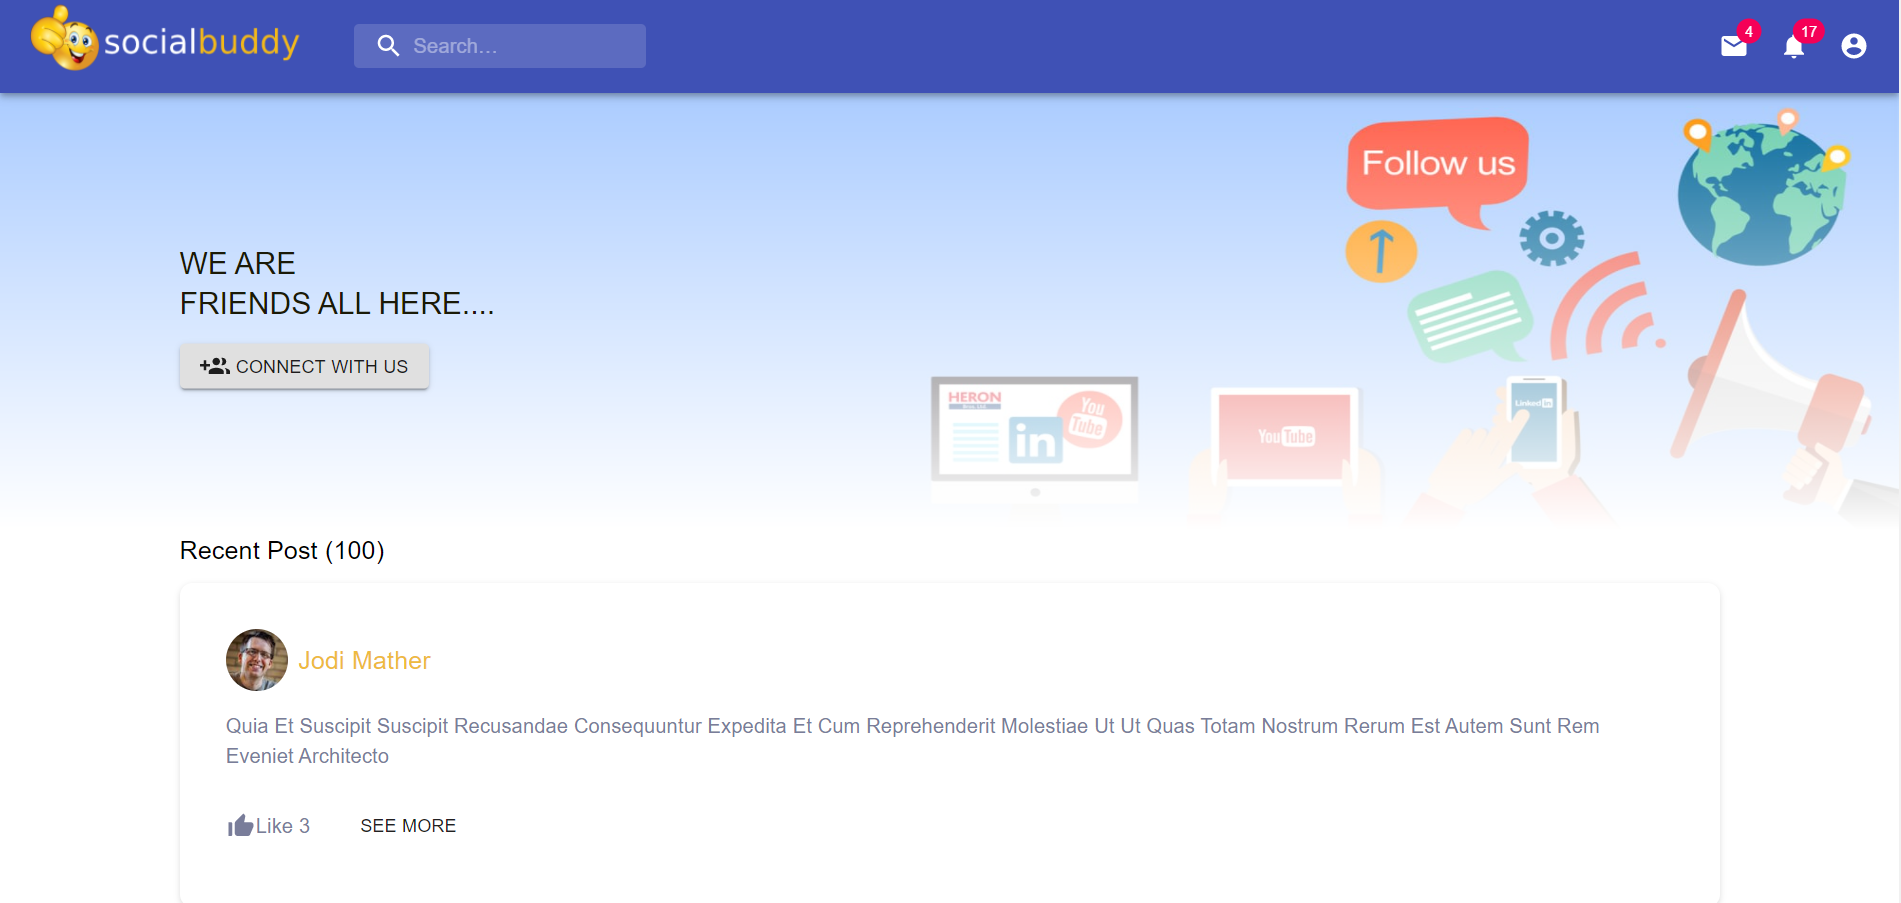 socialbuddy
Search...
4
17
Follow us
WE ARE
FRIENDS ALL HERE....
CONNECT WITH US
HERON
in
You
Tube
YouTube
Linked in
Recent Post (100)
Jodi Mather
Quia Et Suscipit Suscipit Recusandae Consequuntur Expedita Et Cum Reprehenderit Molestiae Ut Ut Quas Totam Nostrum Rerum Est Autem Sunt Rem
Eveniet Architecto
Like 3
SEE MORE